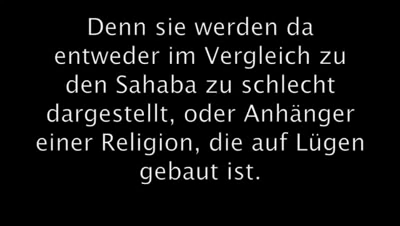 Denn sie werden da
entweder im Vergleich zu
den Sahaba zu schlecht
dargestellt, oder Anhänger
einer Religion, die auf Lügen
gebaut ist.